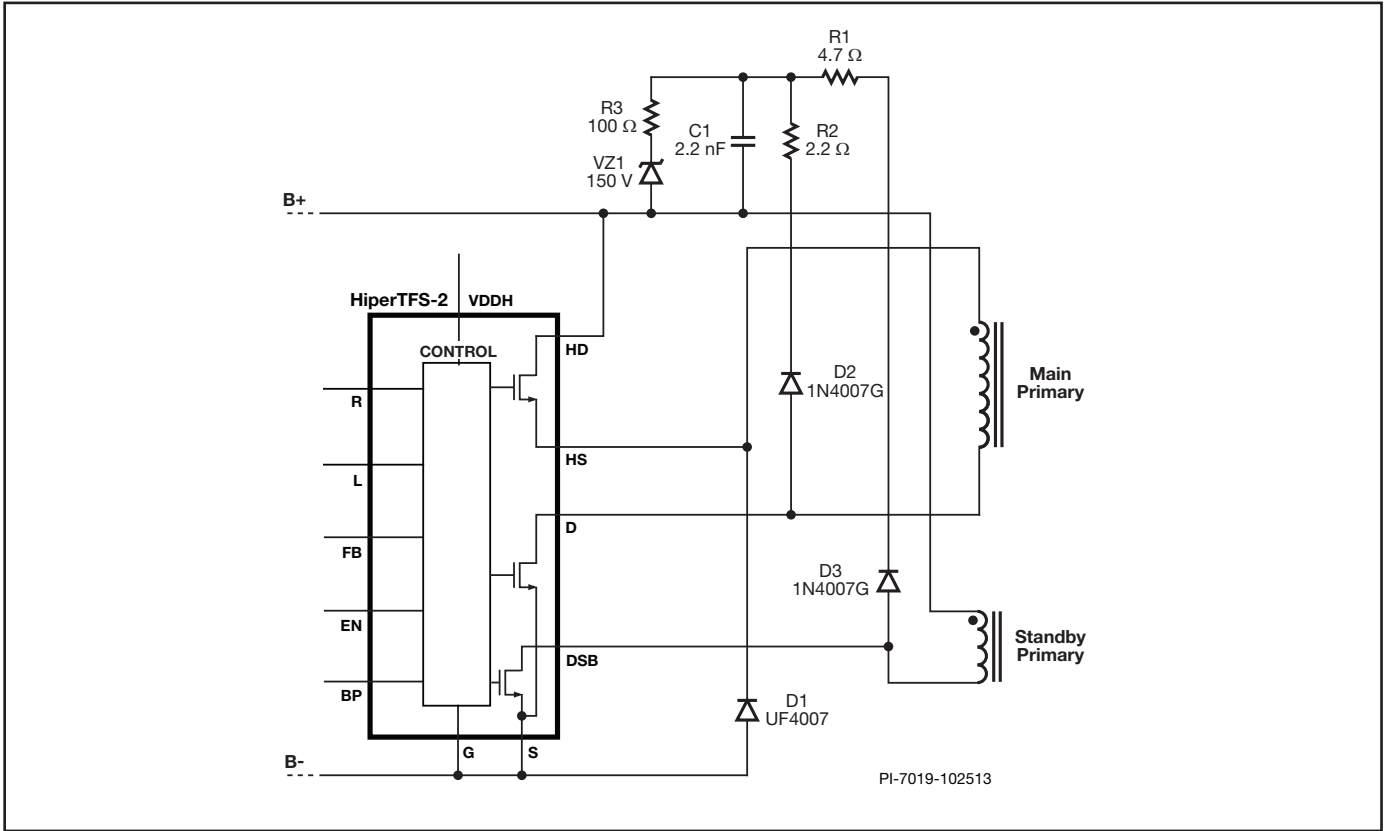 R1
4.7 Ω
R3
100 Ω
C1
2.2 nF
R2
2.2 Ω
VZ1
150 V
B+
HiperTFS-2
VDDH
CONTROL
HD
R
D2
1N4007G
Main
Primary
HS
L
D
FB
D3
1N4007G
EN
Standby
Primary
DSB
BP
D1
UF4007
G
S
B-
PI-7019-102513